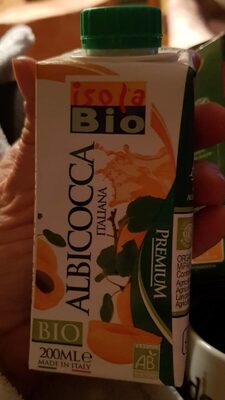 isola
Bio
ALBICOCCA
ITALIANA
PREMIUM
BIO
200ML e
MADE IN ITALY
AB